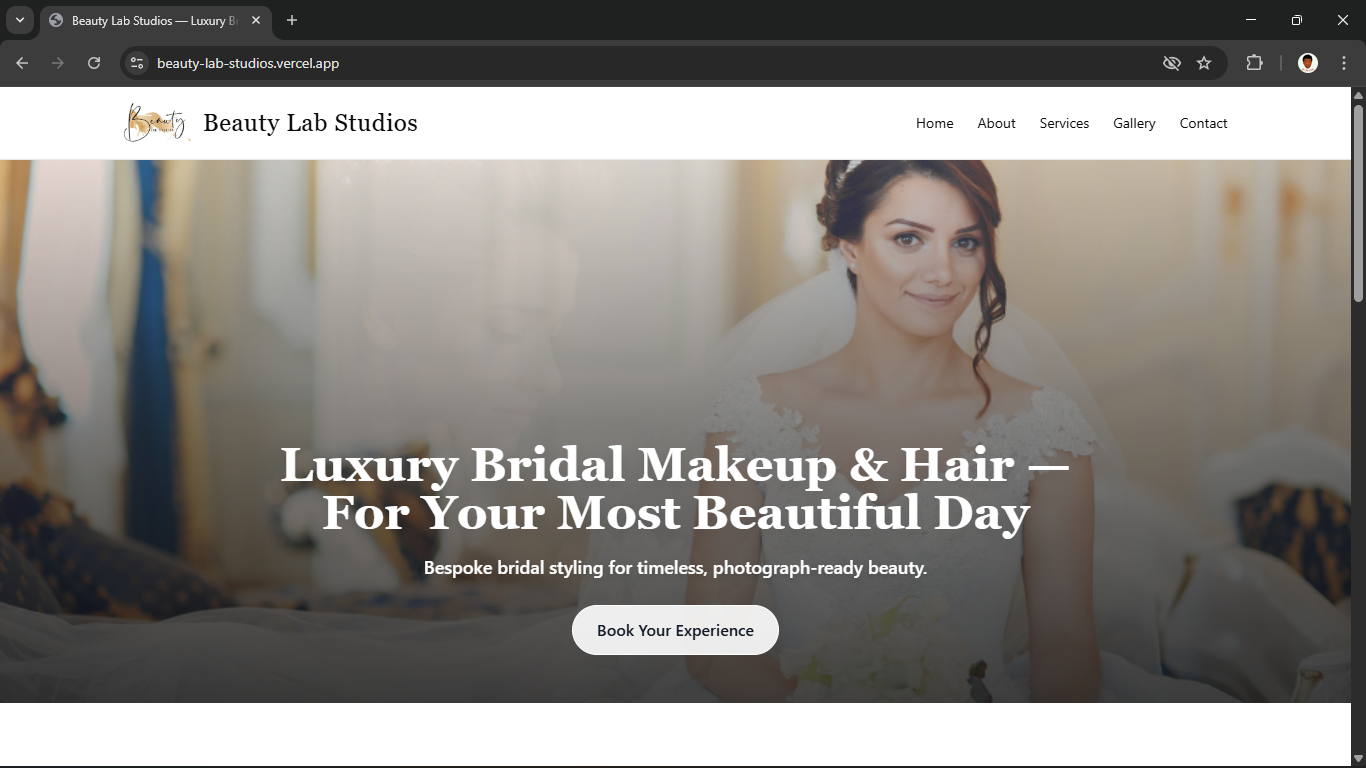 Beauty Lab Studios — Luxury B
beauty-lab-studios.vercel.app
Beauty
Beauty Lab Studios
Home About Services Gallery Contact
Luxury Bridal Makeup & Hair —
For Your Most Beautiful Day
Bespoke bridal styling for timeless, photograph-ready beauty.
Book Your Experience